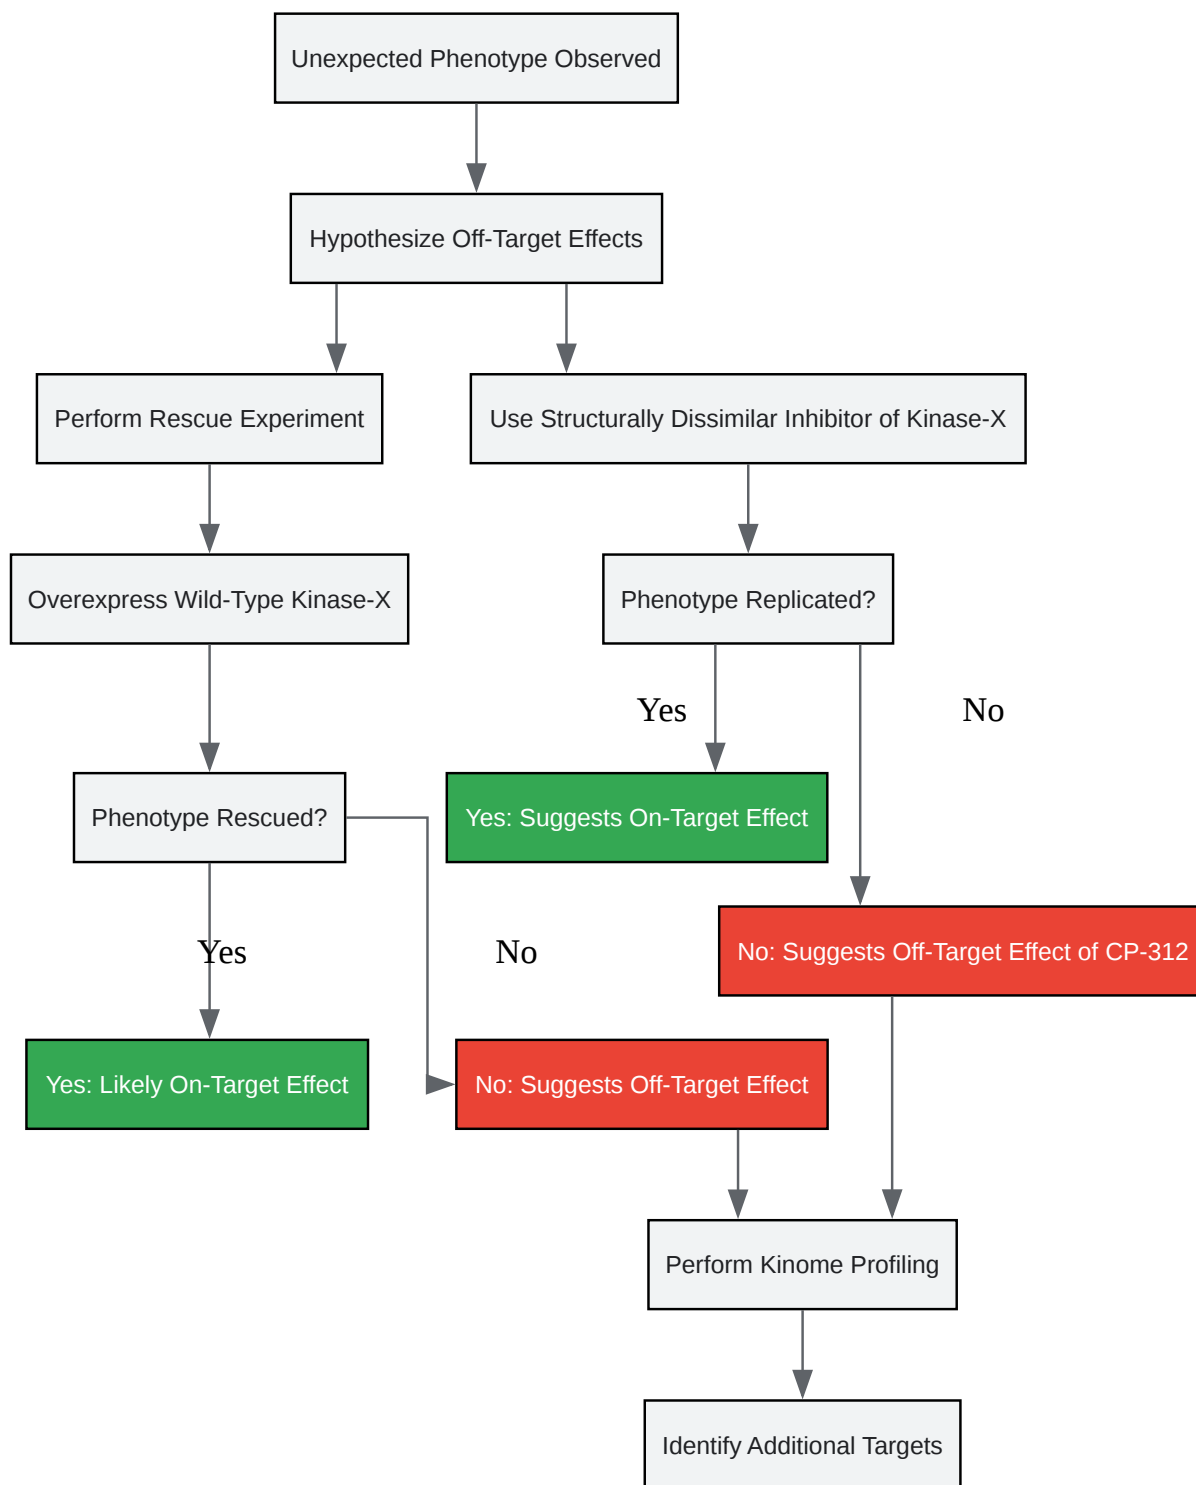 Unexpected Phenotype Observed
Hypothesize Off-Target Effects
Perform Rescue Experiment
Use Structurally Dissimilar Inhibitor of Kinase-X
Overexpress Wild-Type Kinase-X
Phenotype Replicated?
Yes
No
Phenotype Rescued?
Yes: Suggests On-Target Effect
Yes
No
No: Suggests Off-Target Effect of CP-312
Yes: Likely On-Target Effect
No: Suggests Off-Target Effect
Perform Kinome Profiling
Identify Additional Targets